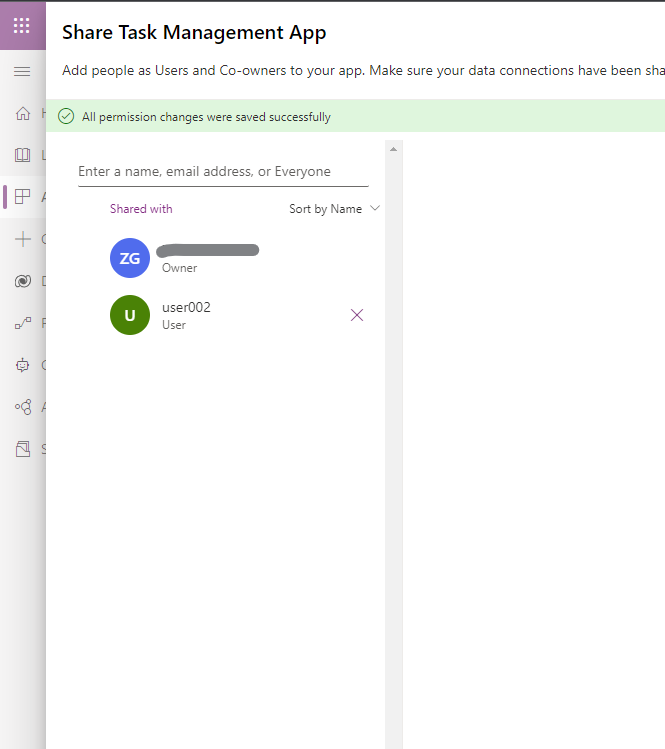 Share Task Management App
Add people as Users and Co-owners to your app. Make sure your data connections have been sha
All permission changes were saved successfully
Enter a name, email address, or Everyone
Shared with
Sort by Name
ZG
Owner
U
user002
User